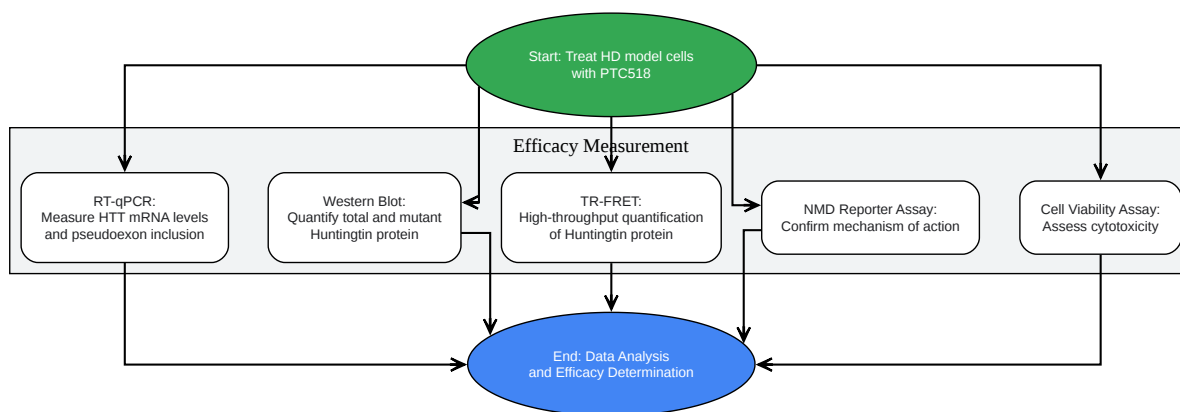 Start: Treat HD model cells
with PTC518
Efficacy Measurement
RT-qPCR:
Measure HTT mRNA levels
and pseudoexon inclusion
Western Blot:
Quantify total and mutant
Huntingtin protein
TR-FRET:
High-throughput quantification
of Huntingtin protein
NMD Reporter Assay:
Confirm mechanism of action
Cell Viability Assay:
Assess cytotoxicity
End: Data Analysis
and Efficacy Determination